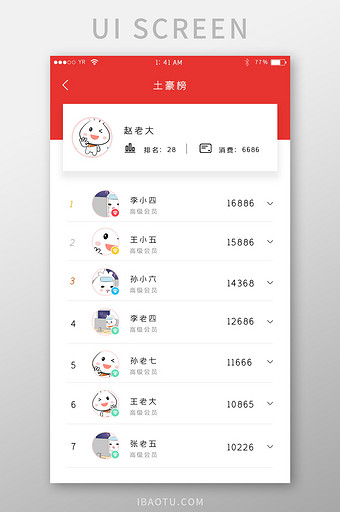 UI SCREEN
YR 1:41 AM 77%
土豪榜
赵老大
排名：28 消费：6686
1 李小四 16886
高级会员
2 王小五 15886
高级会员
3 孙小六 14368
高级会员
4 李老四 12686
高级会员
5 孙老七 11666
高级会员
6 王老大 10865
高级会员
7 张老五 10226
高级会员
IBAOTU.COM